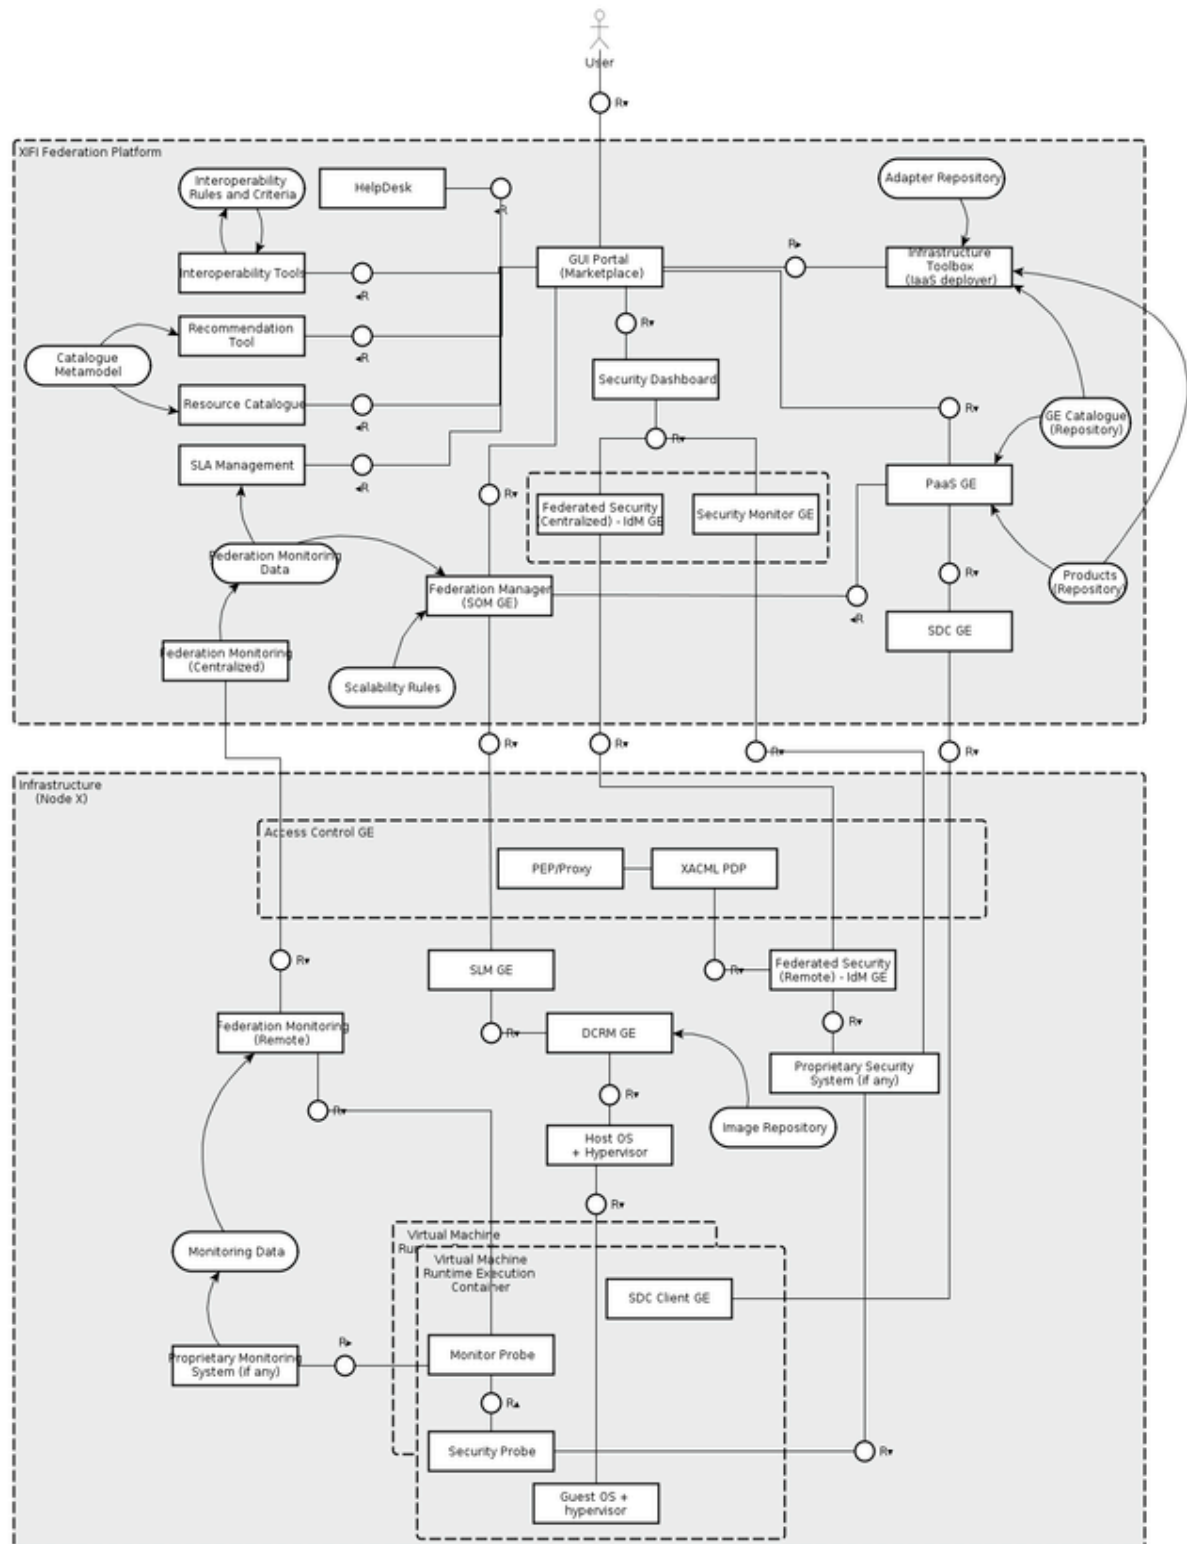 User
R
XIFI Federation Platform
Interoperability
Rules and Criteria
HelpDesk
R
Adapter Repository
GUI Portal
(Marketplace)
R
Infrastructure
Toolbox
(IaaS deployer)
Interoperability Tools
R
R
Recommendation
Tool
R
Catalogue
Metamodel
Security Dashboard
Resource Catalogue
R
R
GE Catalogue
(Repository)
R
SLA Management
R
PaaS GE
R
Federated Security
(Centralized) - IdM GE
Security Monitor GE
Federation Monitoring
Data
R
Products
(Repository)
Federation Manager
(SOM GE)
R
SDC GE
Federation Monitoring
(Centralized)
Scalability Rules
R
R
R
R
Infrastructure
(Node X)
Access Control GE
PEP/Proxy
XACML PDP
R
SLM GE
R
Federated Security
(Remote) - IdM GE
Federation Monitoring
(Remote)
R
DCRM GE
R
Proprietary Security
System (if any)
R
R
Image Repository
Host OS
+ Hypervisor
R
Virtual Machine
Monitoring Data
Virtual Machine
Runtime Execution
Container
SDC Client GE
R
Proprietary Monitoring
System (if any)
Monitor Probe
R
Security Probe
R
Guest OS +
hypervisor